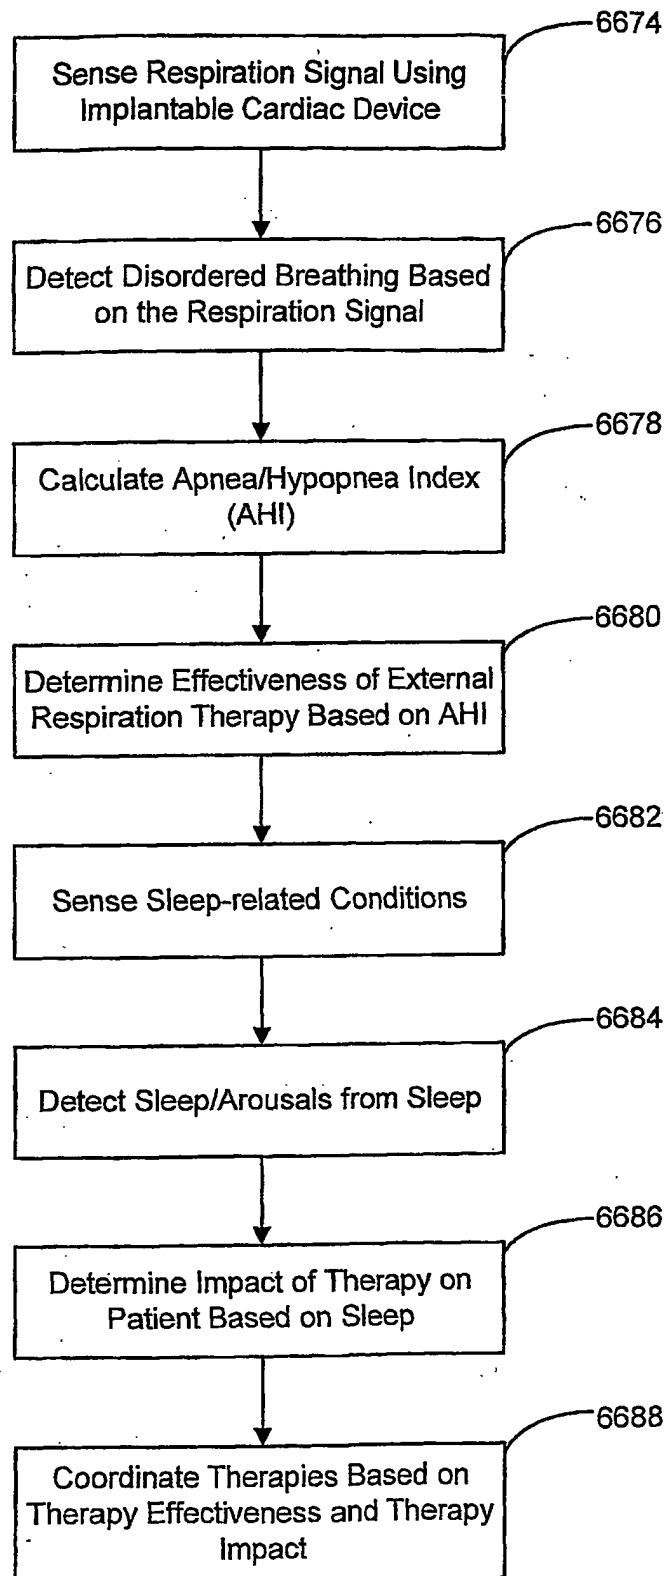 6674
Sense Respiration Signal Using
Implantable Cardiac Device
6676
Detect Disordered Breathing Based
on the Respiration Signal
6678
Calculate Apnea/Hypopnea Index
(AHI)
6680
Determine Effectiveness of External
Respiration Therapy Based on AHI
6682
Sense Sleep-related Conditions
6684
Detect Sleep/Arousals from Sleep
6686
Determine Impact of Therapy on
Patient Based on Sleep
6688
Coordinate Therapies Based on
Therapy Effectiveness and Therapy
Impact